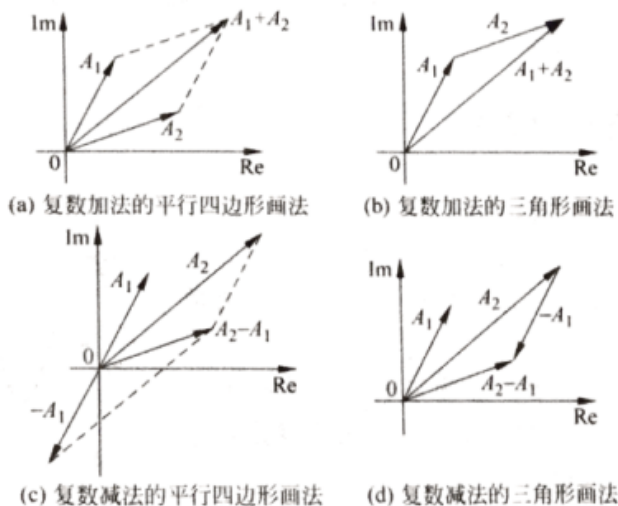 Im
A₁+A₂
A₁
A₂
0
Re
(a) 复数加法的平行四边形画法
Im
A₂
A₁
A₁+A₂
0
Re
(b) 复数加法的三角形画法
Im
A₂
A₁
A₂−A₁
0
Re
−A₁
(c) 复数减法的平行四边形画法
Im
A₂
A₁
−A₁
0
A₂−A₁
Re
(d) 复数减法的三角形画法